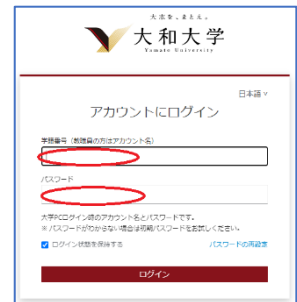 大志を、まとえ。
大和大学
Yamato University
日本語 ∨
アカウントにログイン
学籍番号（教職員の方はアカウント名）
パスワード
大学PCログイン時のアカウント名とパスワードです。
※ パスワードがわからない場合は初期パスワードをお試しください。
ログイン状態を保持する
パスワードの再設定
ログイン